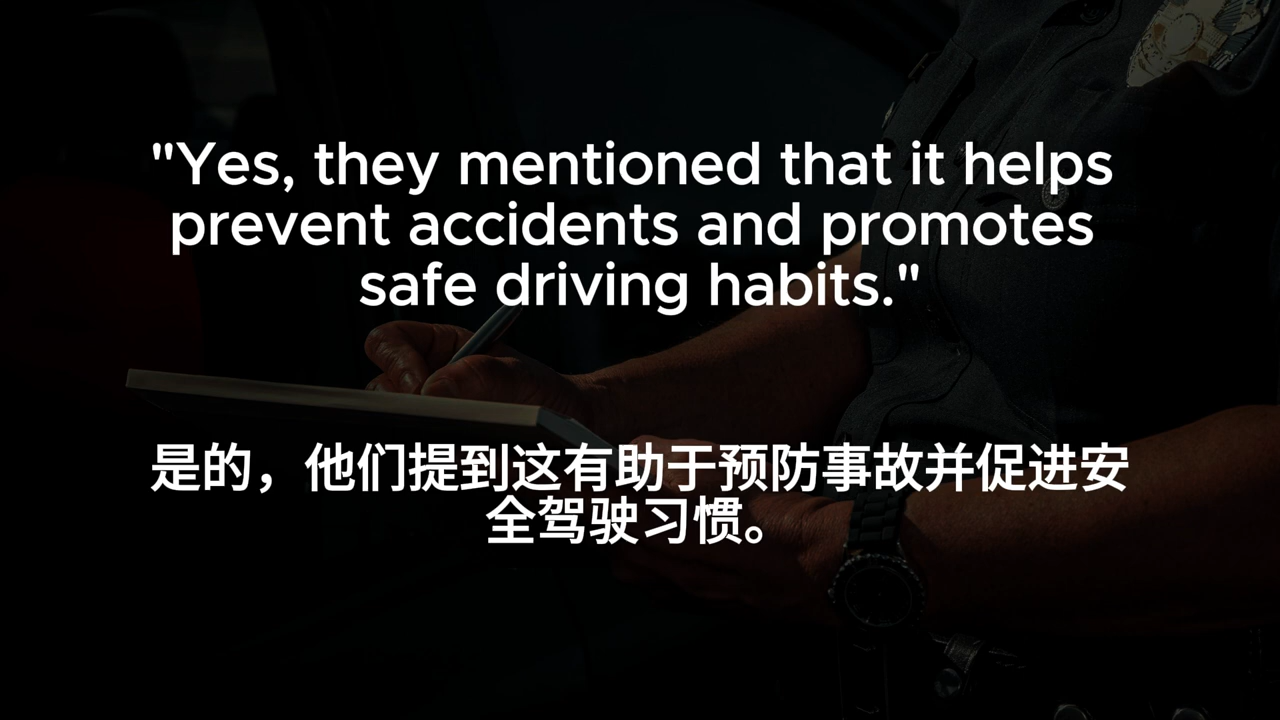 "Yes, they mentioned that it helps
prevent accidents and promotes
safe driving habits."
是的，他们提到这有助于预防事故并促进安
全驾驶习惯。